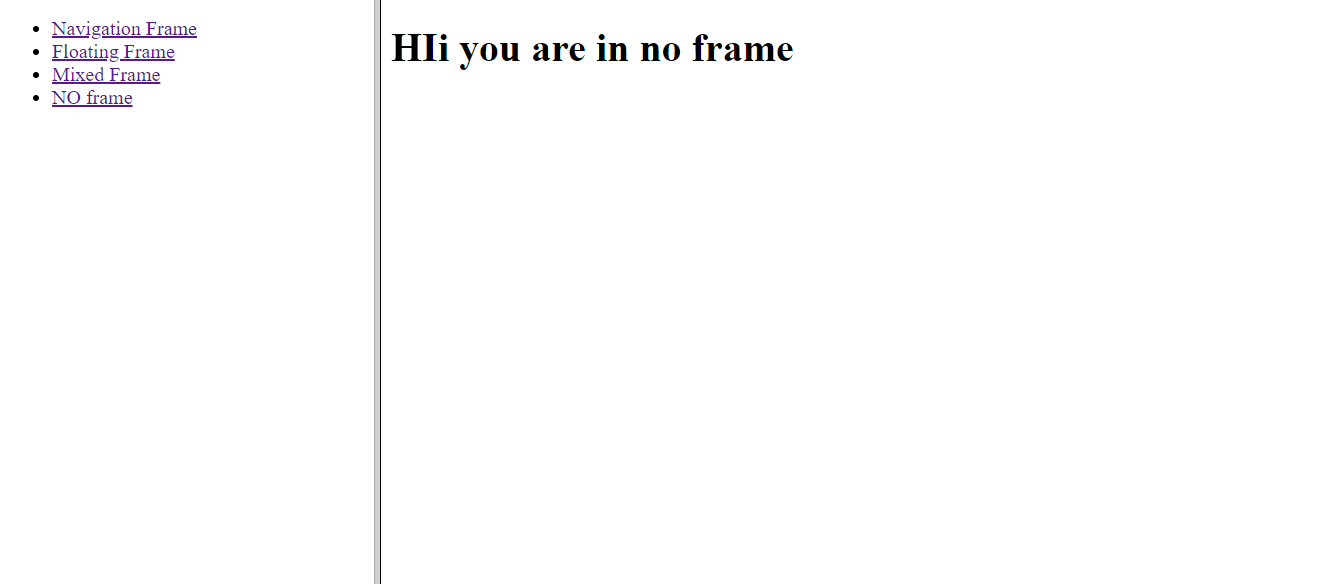 Navigation Frame
Floating Frame
Mixed Frame
NO frame
HIi you are in no frame